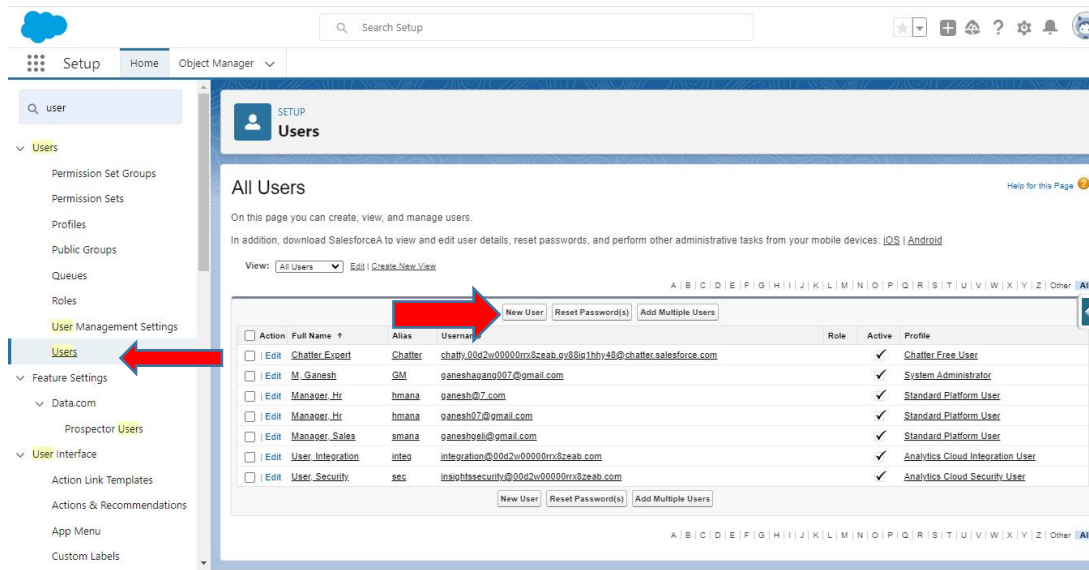 Search Setup
Setup Home Object Manager
user
Users
Permission Set Groups
Permission Sets
Profiles
Public Groups
Queues
Roles
User Management Settings
Users
Feature Settings
Data.com
Prospector Users
User Interface
Action Link Templates
Actions & Recommendations
App Menu
Custom Labels
SETUP
Users
All Users
Help for this Page
On this page you can create, view, and manage users.
In addition, download SalesforceA to view and edit user details, reset passwords, and perform other administrative tasks from your mobile devices: iOS | Android
View: All Users Edit | Create New View
A | B | C | D | E | F | G | H | I | J | K | L | M | N | O | P | Q | R | S | T | U | V | W | X | Y | Z | Other All
New User Reset Password(s) Add Multiple Users
Action Full Name ↑ Alias Username Role Active Profile
| Edit Chatter Expert Chatter chatty.00d2w00000rrx8zeab.qy88iq1hhy48@chatter.salesforce.com ✓ Chatter Free User
| Edit M, Ganesh GM ganeshagang007@gmail.com ✓ System Administrator
| Edit Manager, Hr hmana ganesh@7.com ✓ Standard Platform User
| Edit Manager, Hr hmana ganesh07@gmail.com ✓ Standard Platform User
| Edit Manager, Sales smana ganeshgeli@gmail.com ✓ Standard Platform User
| Edit User, Integration integ integration@00d2w00000rrx8zeab.com ✓ Analytics Cloud Integration User
| Edit User, Security sec insightssecurity@00d2w00000rrx8zeab.com ✓ Analytics Cloud Security User
New User Reset Password(s) Add Multiple Users
A | B | C | D | E | F | G | H | I | J | K | L | M | N | O | P | Q | R | S | T | U | V | W | X | Y | Z | Other All